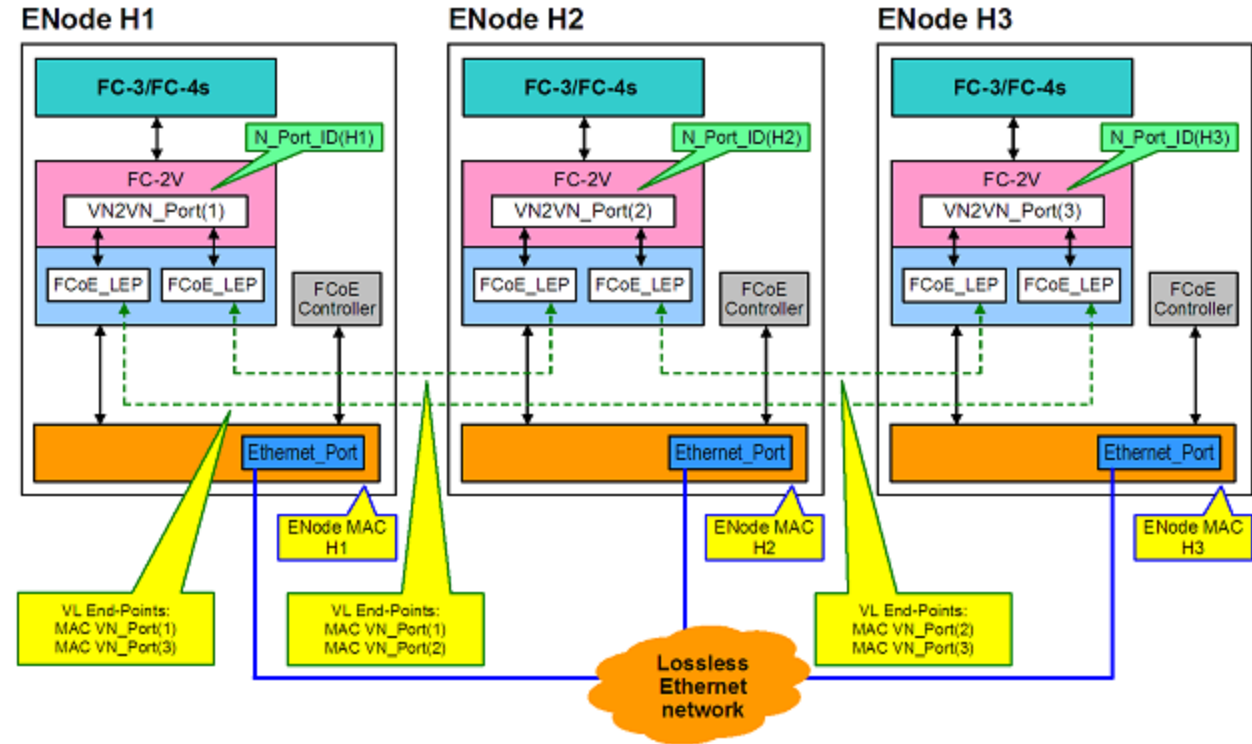 ENode H1
ENode H2
ENode H3
FC-3/FC-4s
FC-3/FC-4s
FC-3/FC-4s
N_Port_ID(H1)
N_Port_ID(H2)
N_Port_ID(H3)
FC-2V
FC-2V
FC-2V
VN2VN_Port(1)
VN2VN_Port(2)
VN2VN_Port(3)
FCoE_LEP
FCoE_LEP
FCoE
Controller
FCoE_LEP
FCoE_LEP
FCoE
Controller
FCoE_LEP
FCoE_LEP
FCoE
Controller
Ethernet_Port
Ethernet_Port
Ethernet_Port
ENode MAC
H1
ENode MAC
H2
ENode MAC
H3
VL End-Points:
MAC VN_Port(1)
MAC VN_Port(3)
VL End-Points:
MAC VN_Port(1)
MAC VN_Port(2)
VL End-Points:
MAC VN_Port(2)
MAC VN_Port(3)
Lossless
Ethernet
network